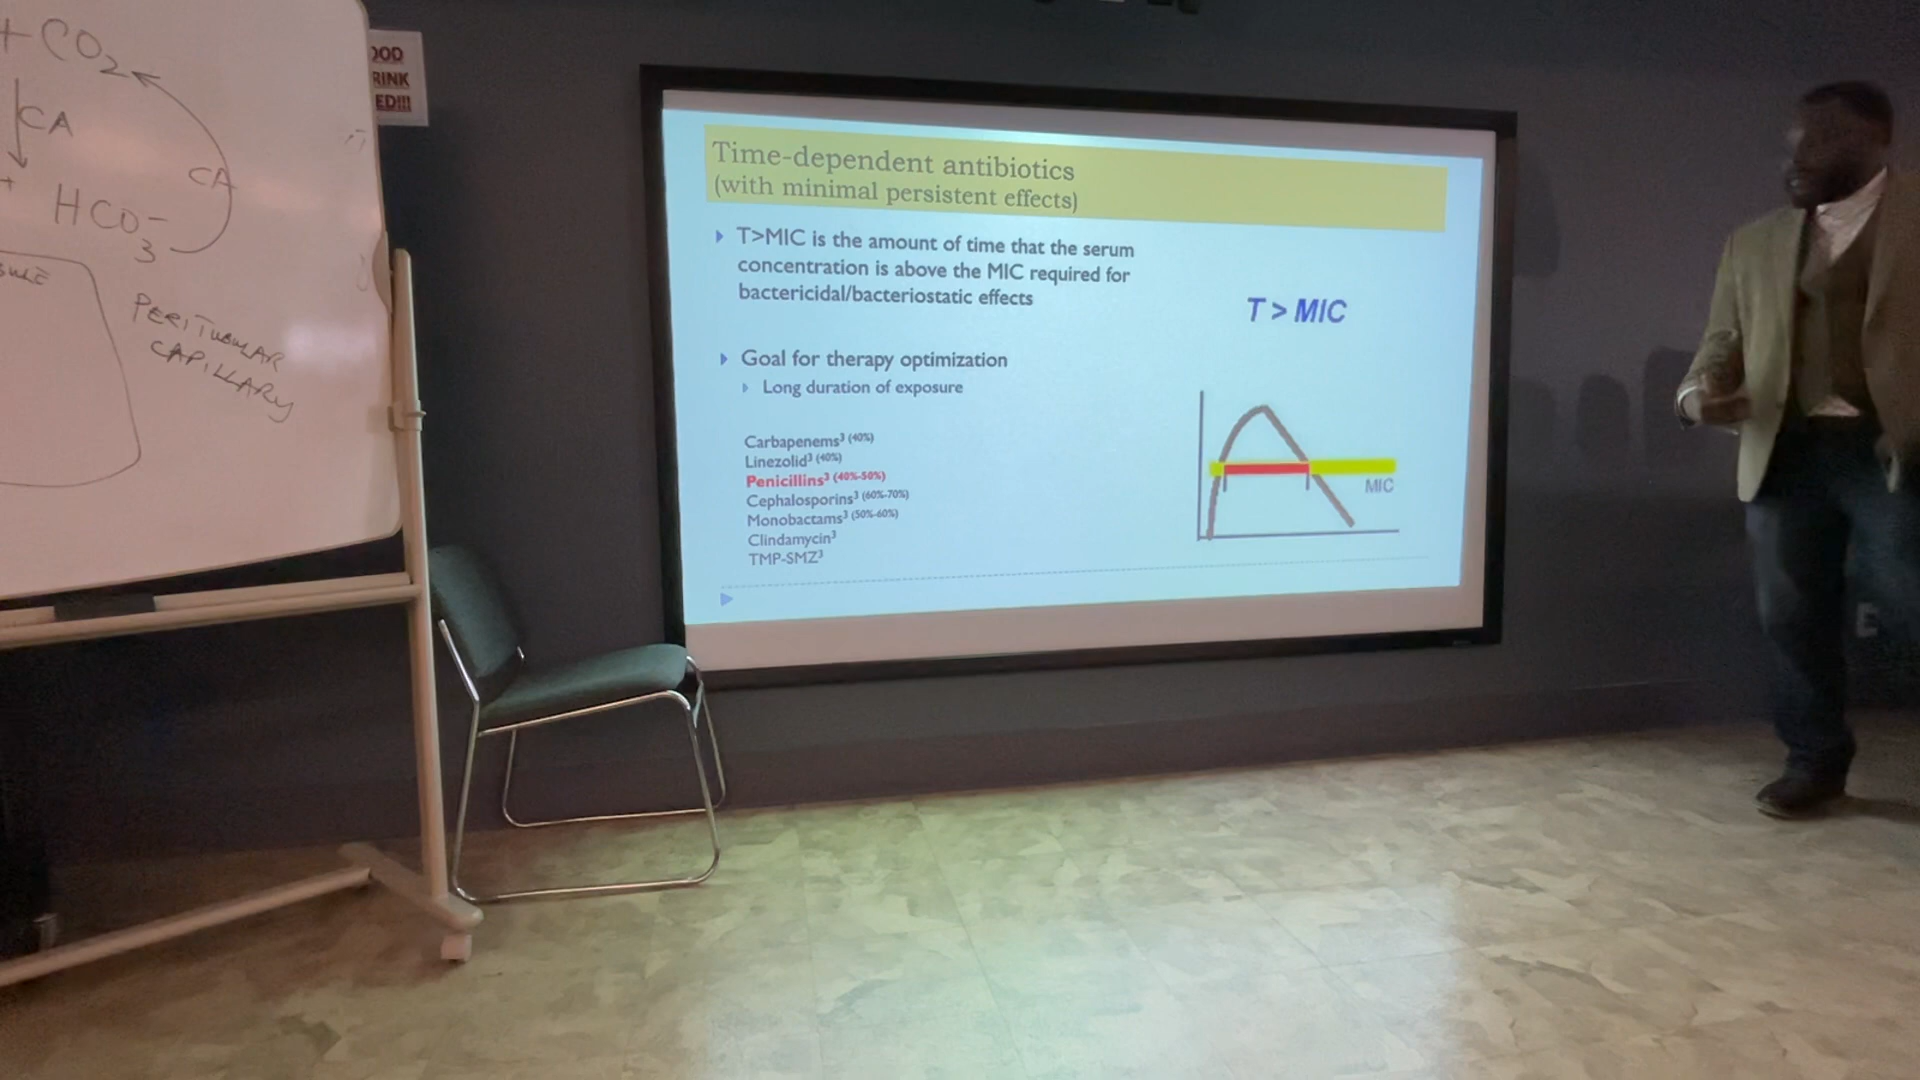 +CO2
CA
CA
+ HCO3-
PERITUBULAR
CAPILLARY
OOD
RINK
ED!!!
Time-dependent antibiotics
(with minimal persistent effects)
T>MIC is the amount of time that the serum
concentration is above the MIC required for
bactericidal/bacteriostatic effects
Goal for therapy optimization
Long duration of exposure
Carbapenems³ (40%)
Linezolid³ (40%)
Penicillins³ (40%-50%)
Cephalosporins³ (60%-70%)
Monobactams³ (50%-60%)
Clindamycin³
TMP-SMZ³
T > MIC
MIC